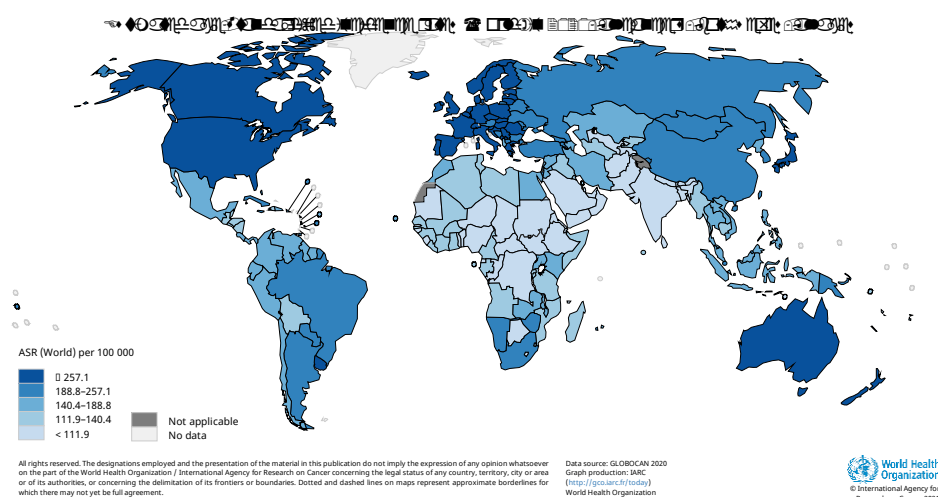 ASR (World) per 100 000
257.1
188.8–257.1
140.4–188.8
111.9–140.4
< 111.9
Not applicable
No data
All rights reserved. The designations employed and the presentation of the material in this publication do not imply the expression of any opinion whatsoever
on the part of the World Health Organization / International Agency for Research on Cancer concerning the legal status of any country, territory, city or area
or of its authorities, or concerning the delimitation of its frontiers or boundaries. Dotted and dashed lines on maps represent approximate borderlines for
which there may not yet be full agreement.
Data source: GLOBOCAN 2020
Graph production: IARC
(http://gco.iarc.fr/today)
World Health Organization
World Health
Organization
© International Agency for